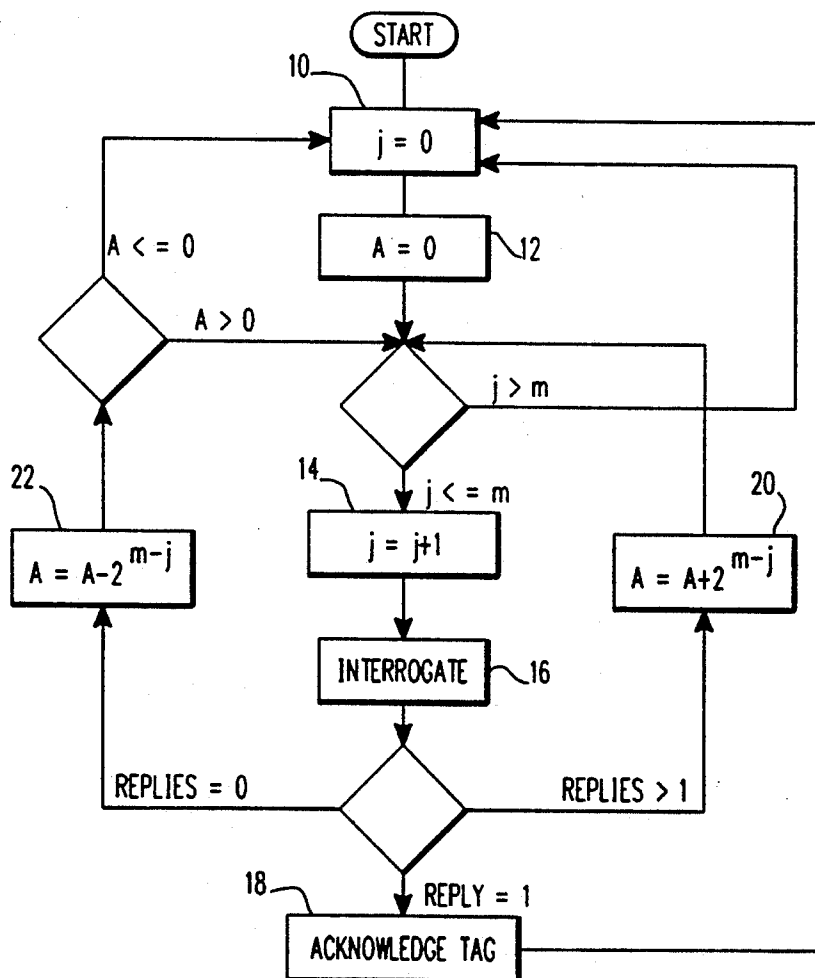 START
10
j = 0
A = 0
12
A < = 0
A > 0
j > m
14
j < = m
22
20
j = j+1
A = A-2^m-j
A = A+2^m-j
INTERROGATE
16
REPLIES = 0
REPLIES > 1
18
REPLY = 1
ACKNOWLEDGE TAG